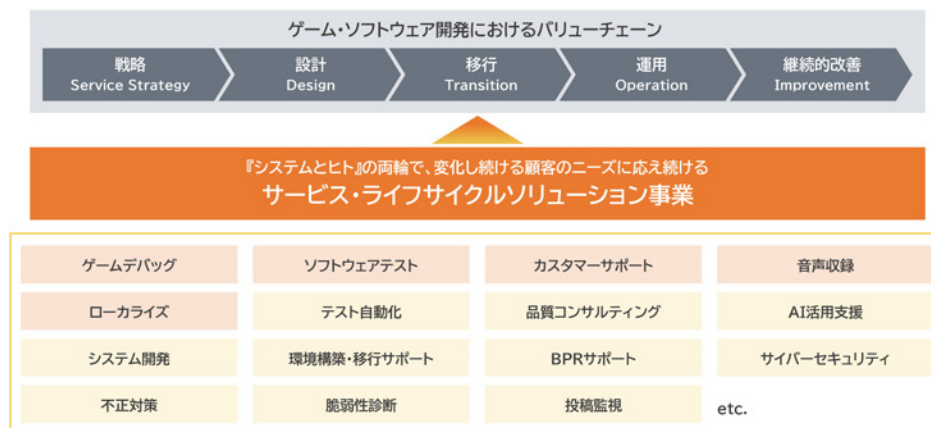 ゲーム・ソフトウェア開発におけるバリューチェーン
戦略
Service Strategy
設計
Design
移行
Transition
運用
Operation
継続的改善
Improvement
『システムとヒト』の両輪で、変化し続ける顧客のニーズに応え続ける
サービス・ライフサイクルソリューション事業
ゲームデバッグ
ソフトウェアテスト
カスタマーサポート
音声収録
ローカライズ
テスト自動化
品質コンサルティング
AI活用支援
システム開発
環境構築・移行サポート
BPRサポート
サイバーセキュリティ
不正対策
脆弱性診断
投稿監視
etc.